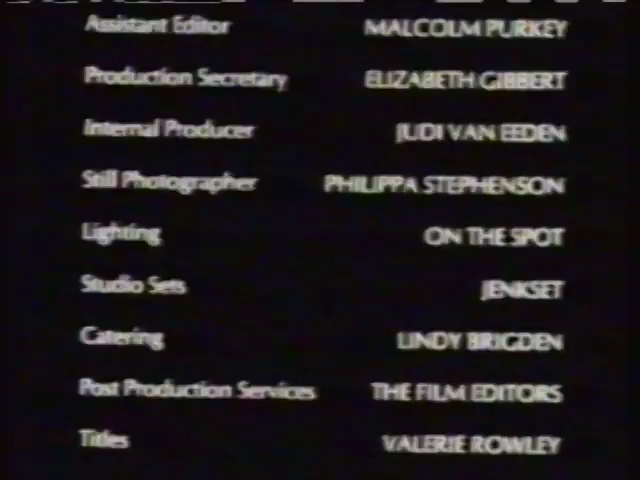 Assistant Editor MALCOLM PURKEY
Production Secretary ELIZABETH GIBBERT
Internal Producer JUDI VAN EEDEN
Still Photographer PHILIPPA STEPHENSON
Lighting ON THE SPOT
Studio Sets JENKSET
Catering LINDY BRIGDEN
Post Production Services THE FILM EDITORS
Titles VALERIE ROWLEY